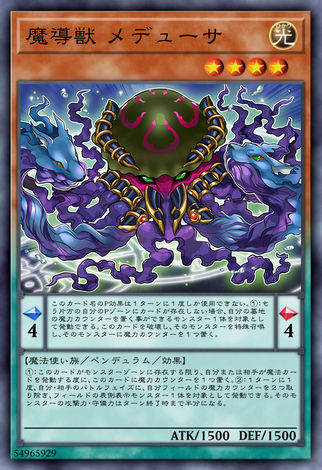 魔導獣 メデューサ
光
このカード名のP効果は1ターンに1度しか使用できない。①:も
う片方の自分のPゾーンにカードが存在しない場合、自分の墓地
の魔力カウンターを置く事ができるモンスター1体を対象とし
て発動できる。このカードを破壊し、そのモンスターを特殊召喚
し、そのモンスターに魔力カウンターを1つ置く。
4
4
【魔法使い族/ペンデュラム/効果】
①:このカードがモンスターゾーンに存在する限り、自分または相手が魔法カー
ドを発動する度に、このカードに魔力カウンターを1つ置く。②:1ターンに1
度、自分・相手のバトルフェイズに、自分フィールドの魔力カウンターを2つ取
り除き、フィールドの表側表示モンスター1体を対象として発動できる。そのモ
ンスターの攻撃力・守備力はターン終了時まで半分になる。
ATK/1500 DEF/1500
54965929